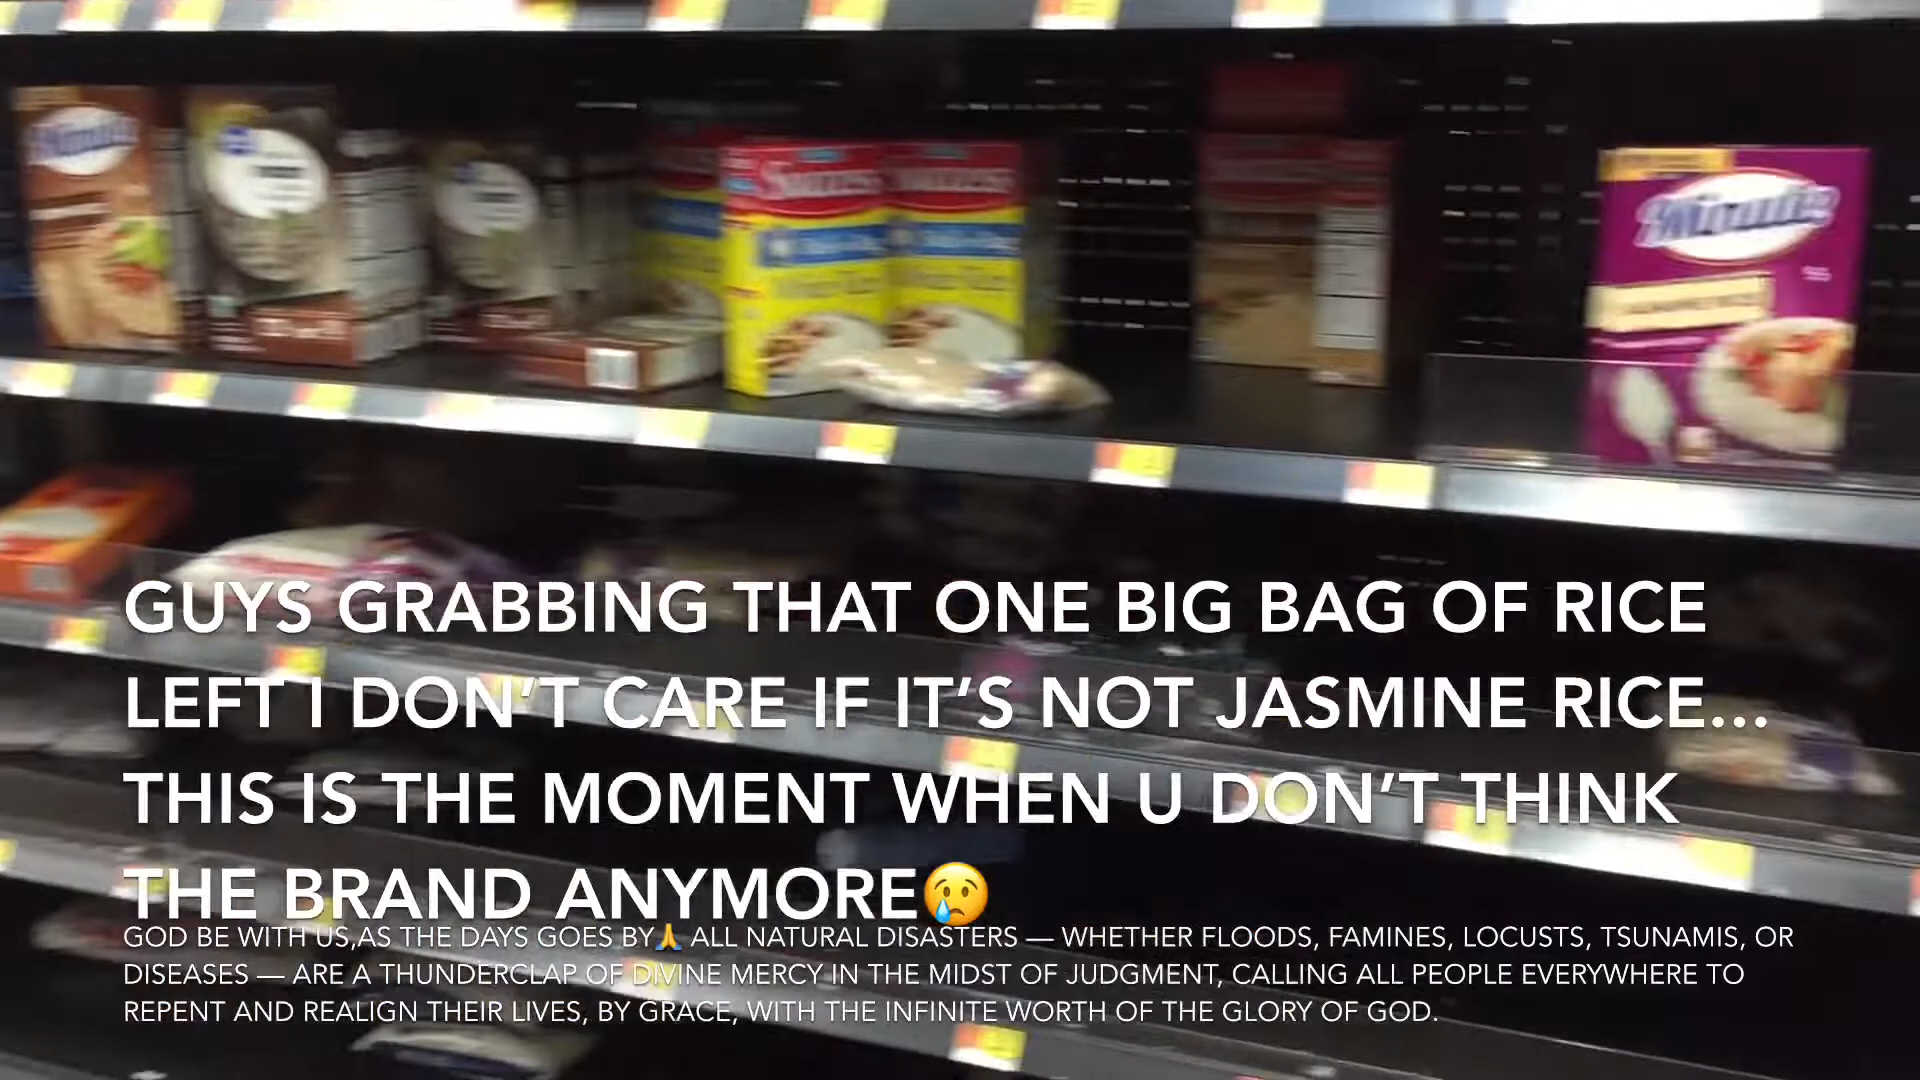 Minute
Minute
GUYS GRABBING THAT ONE BIG BAG OF RICE
LEFT I DON’T CARE IF IT’S NOT JASMINE RICE...
THIS IS THE MOMENT WHEN U DON’T THINK
THE BRAND ANYMORE😢
GOD BE WITH US,AS THE DAYS GOES BY🙏 ALL NATURAL DISASTERS — WHETHER FLOODS, FAMINES, LOCUSTS, TSUNAMIS, OR
DISEASES — ARE A THUNDERCLAP OF DIVINE MERCY IN THE MIDST OF JUDGMENT, CALLING ALL PEOPLE EVERYWHERE TO
REPENT AND REALIGN THEIR LIVES, BY GRACE, WITH THE INFINITE WORTH OF THE GLORY OF GOD.